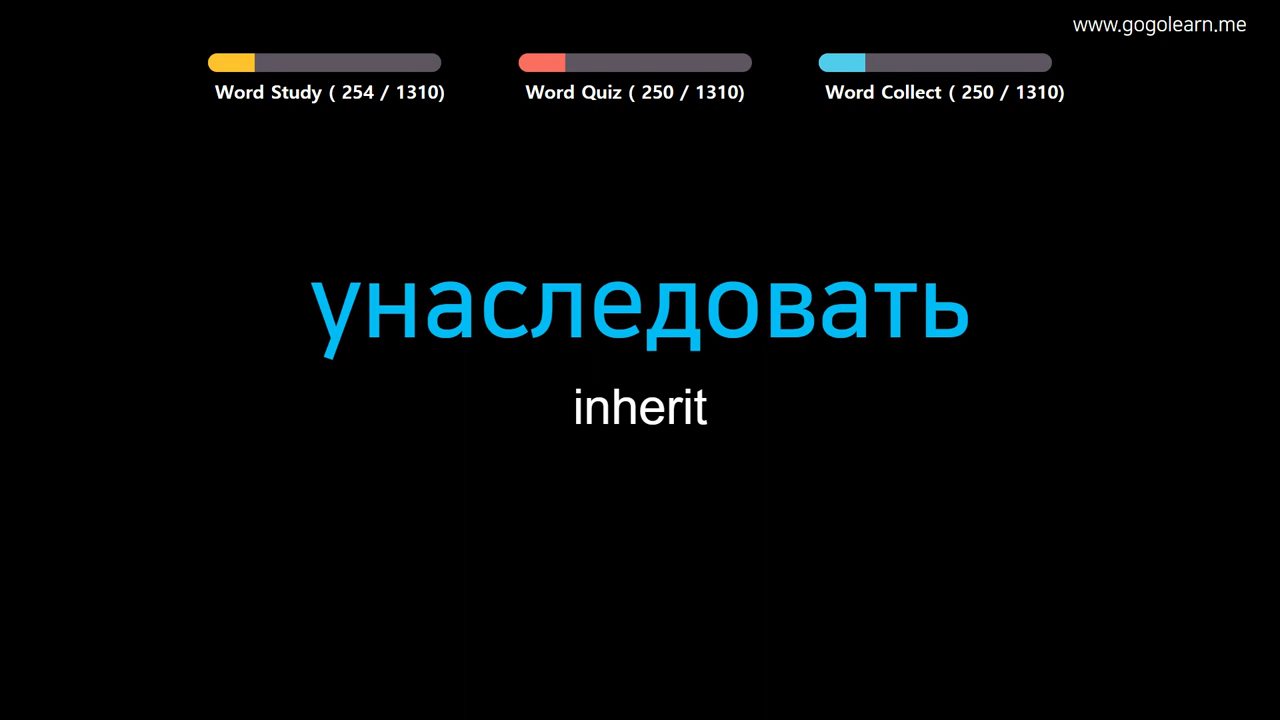 www.gogolearn.me
Word Study ( 254 / 1310)
Word Quiz ( 250 / 1310)
Word Collect ( 250 / 1310)
унаследовать
inherit